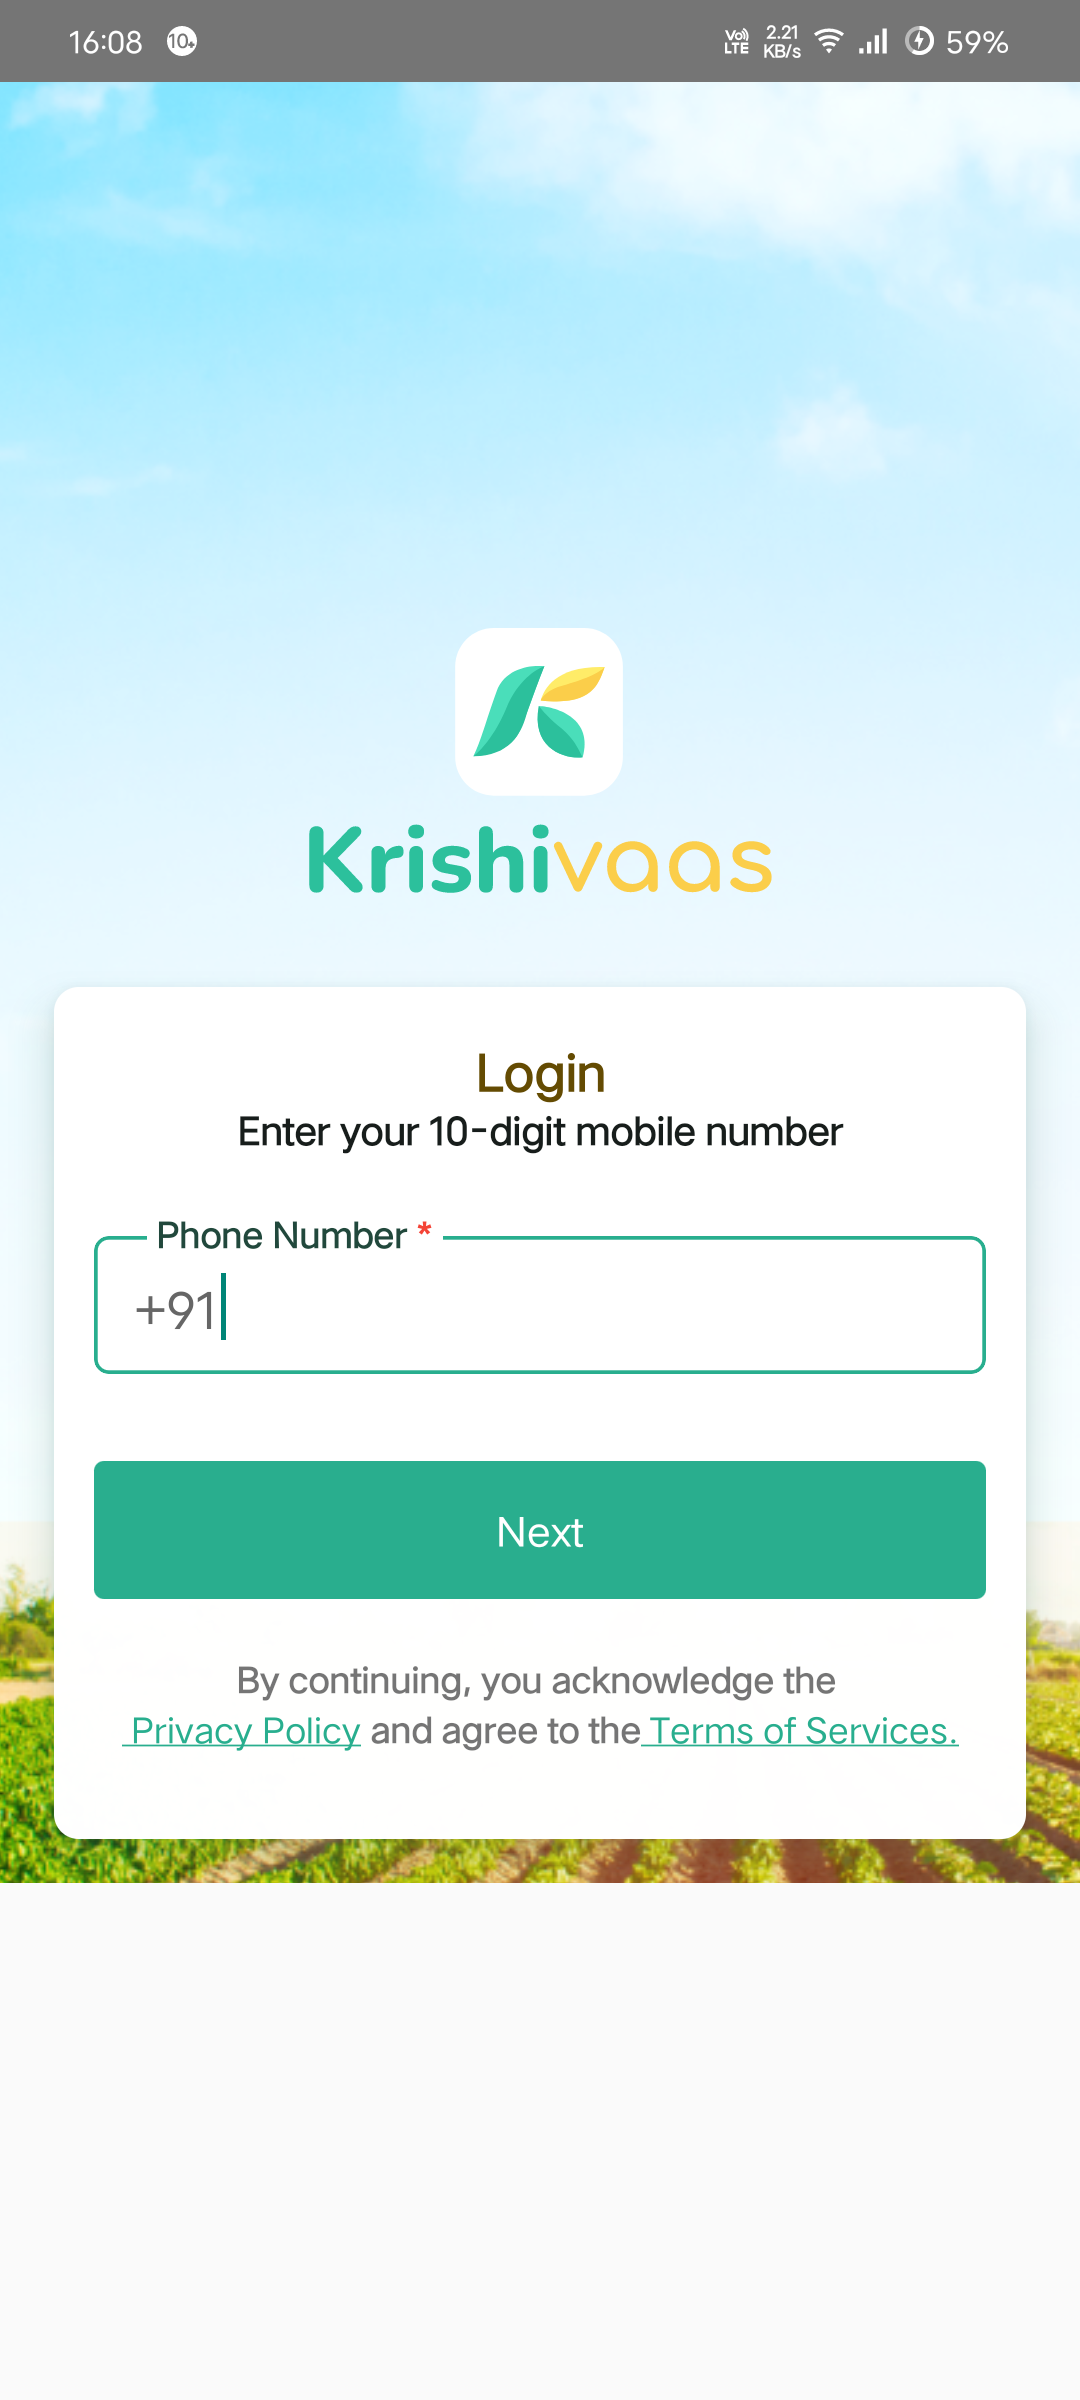 16:08 10+ Vo) LTE 2.21 KB/s 59%
Krishivaas
Login
Enter your 10-digit mobile number
Phone Number *
+91
Next
By continuing, you acknowledge the
Privacy Policy and agree to the Terms of Services.